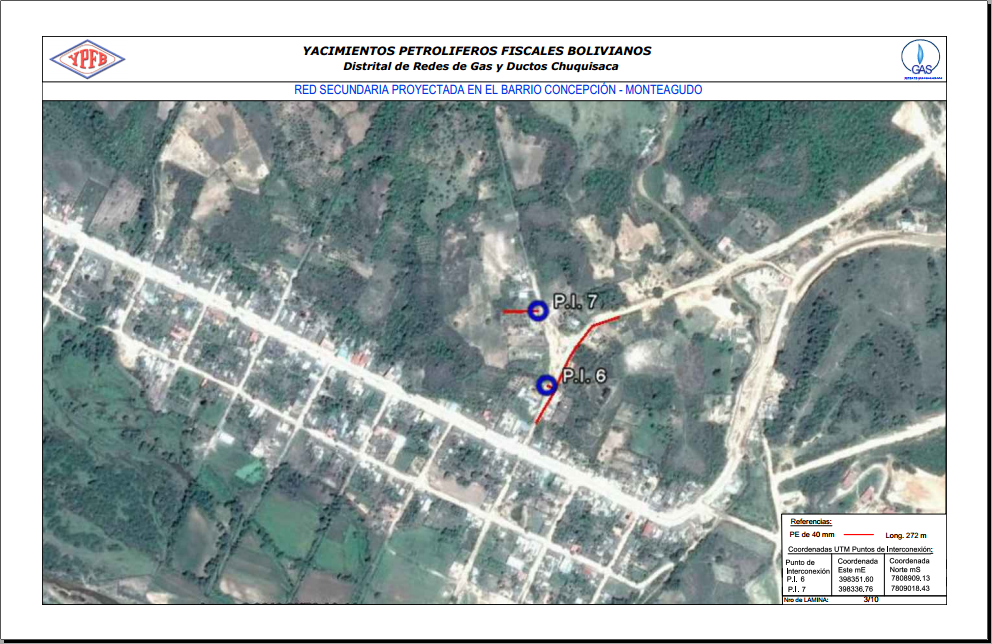 YPFB
YACIMIENTOS PETROLIFEROS FISCALES BOLIVIANOS
Distrital de Redes de Gas y Ductos Chuquisaca
GAS
RED SECUNDARIA PROYECTADA EN EL BARRIO CONCEPCIÓN - MONTEAGUDO
P.I. 7
P.I. 6
Referencias:
PE de 40 mm Long. 272 m
Coordenadas UTM Puntos de Interconexión:
Punto de Interconexión Coordenada Este mE Coordenada Norte mS
P.I. 6 398351.60 7808909.13
P.I. 7 398336,76 7809018.43
Nro de LAMINA: 3/10